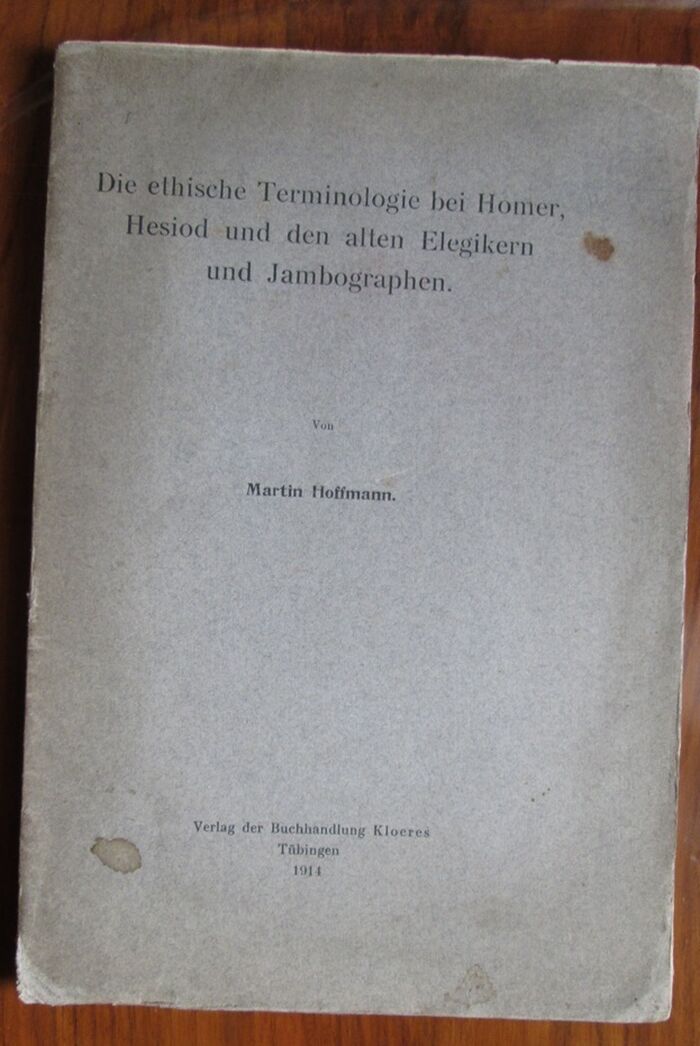 Die ethische Terminologie bei Homer,
Hesiod und den alten Elegikern
und Jambographen.
Von
Martin Hoffmann.
Verlag der Buchhandlung Kloeres
Tübingen
1914